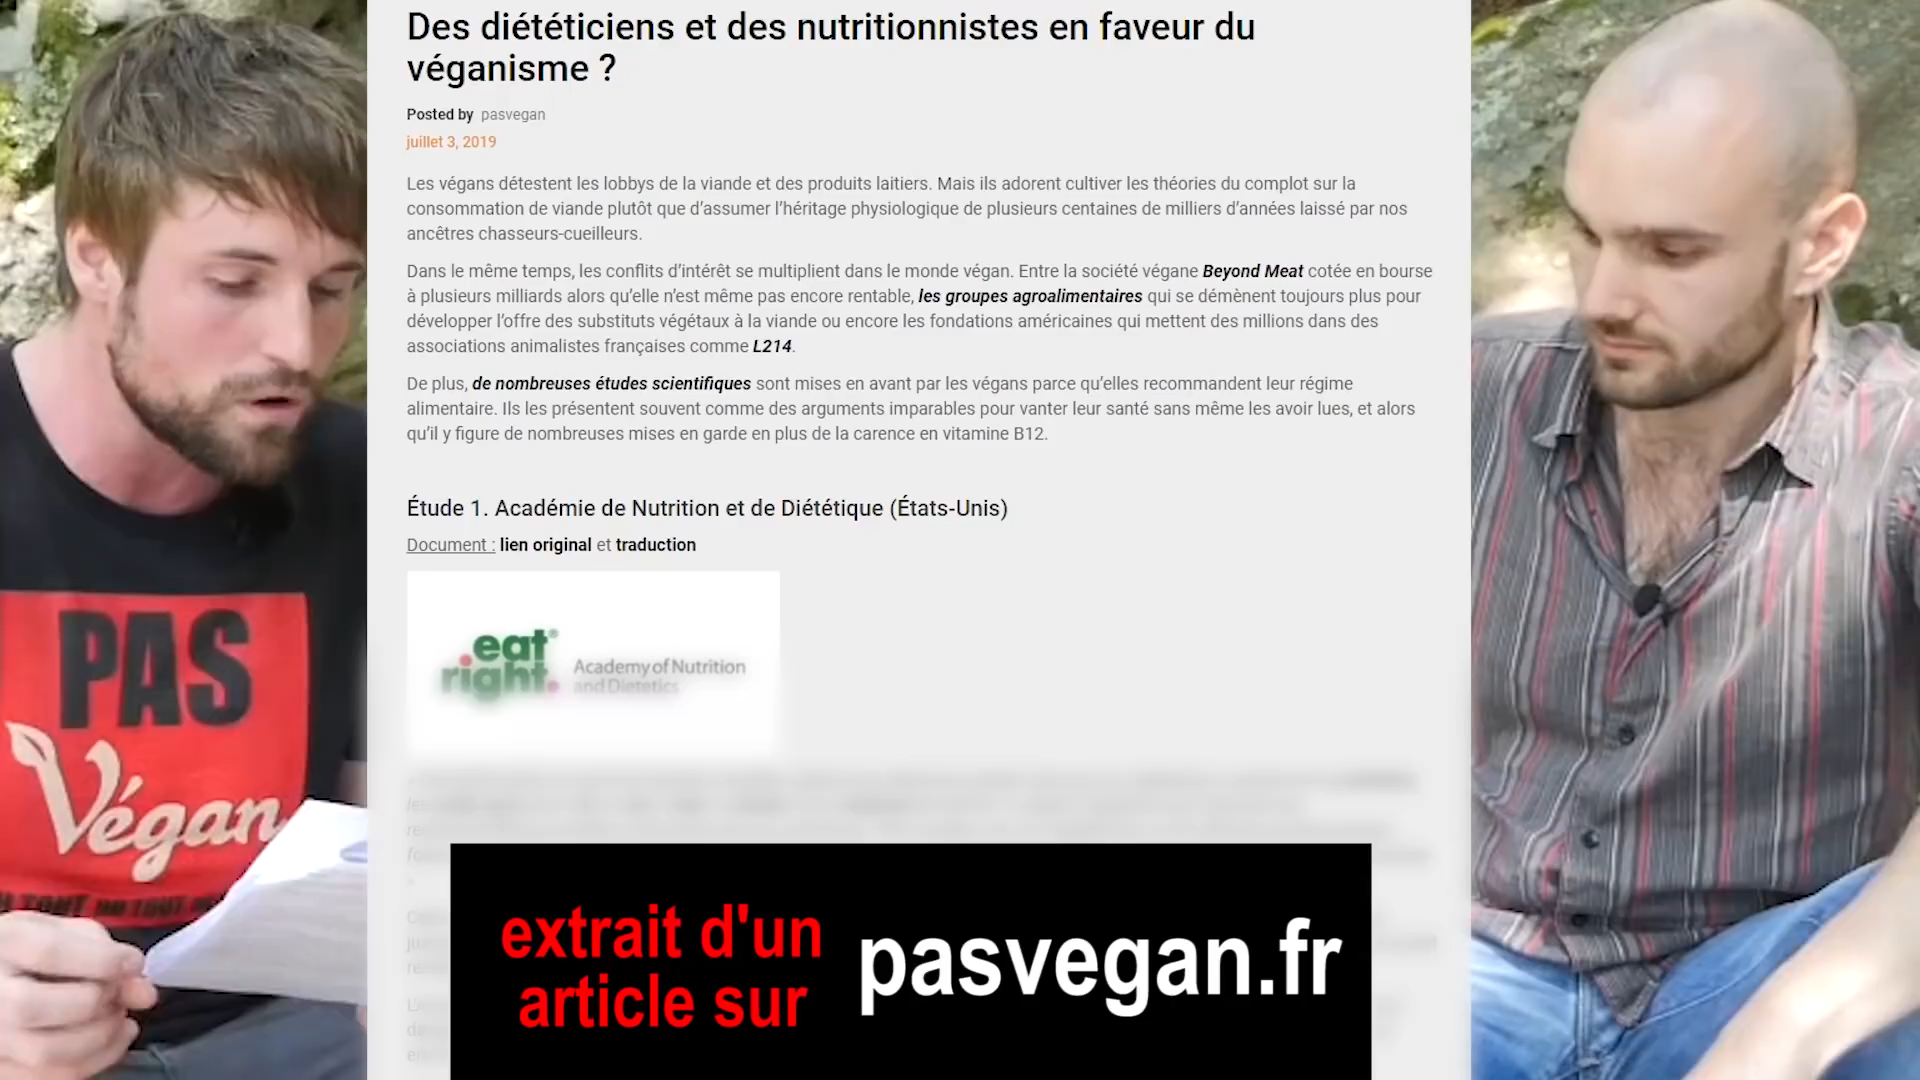 Des diététiciens et des nutritionnistes en faveur du
véganisme ?
Posted by pasvegan
juillet 3, 2019
Les végans détestent les lobbys de la viande et des produits laitiers. Mais ils adorent cultiver les théories du complot sur la
consommation de viande plutôt que d’assumer l’héritage physiologique de plusieurs centaines de milliers d’années laissé par nos
ancêtres chasseurs-cueilleurs.
Dans le même temps, les conflits d’intérêt se multiplient dans le monde végan. Entre la société végane Beyond Meat cotée en bourse
à plusieurs milliards alors qu’elle n’est même pas encore rentable, les groupes agroalimentaires qui se démènent toujours plus pour
développer l’offre des substituts végétaux à la viande ou encore les fondations américaines qui mettent des millions dans des
associations animalistes françaises comme L214.
De plus, de nombreuses études scientifiques sont mises en avant par les végans parce qu’elles recommandent leur régime
alimentaire. Ils les présentent souvent comme des arguments imparables pour vanter leur santé sans même les avoir lues, et alors
qu’il y figure de nombreuses mises en garde en plus de la carence en vitamine B12.
Étude 1. Académie de Nutrition et de Diététique (États-Unis)
Document : lien original et traduction
eat
right.
Academy of Nutrition
and Dietetics
PAS
Végan
extrait d'un
article sur
pasvegan.fr